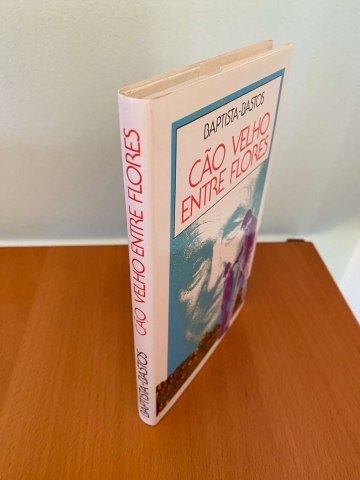 BAPTISTA-BASTOS
CÃO VELHO
ENTRE FLORES
BAPTISTA-BASTOS CÃO VELHO ENTRE FLORES